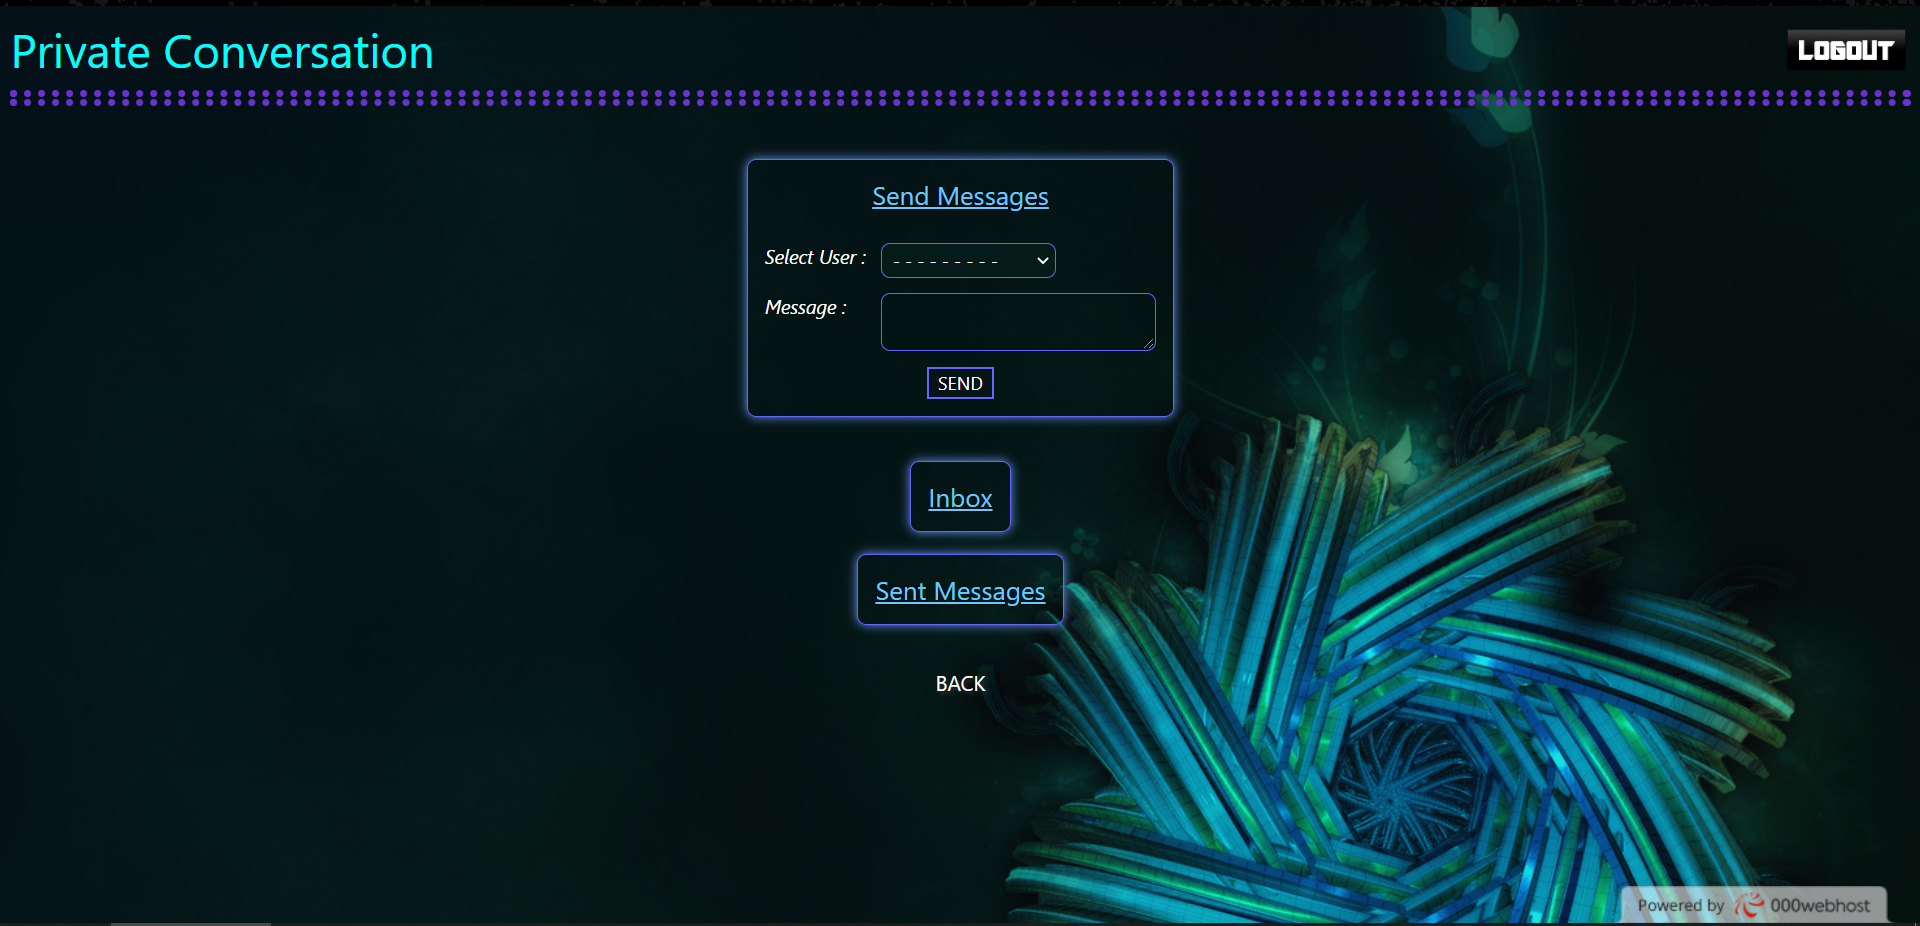 Private Conversation
LOGOUT
Send Messages
Select User :
- - - - - - - - -
Message :
SEND
Inbox
Sent Messages
BACK
Powered by 000webhost